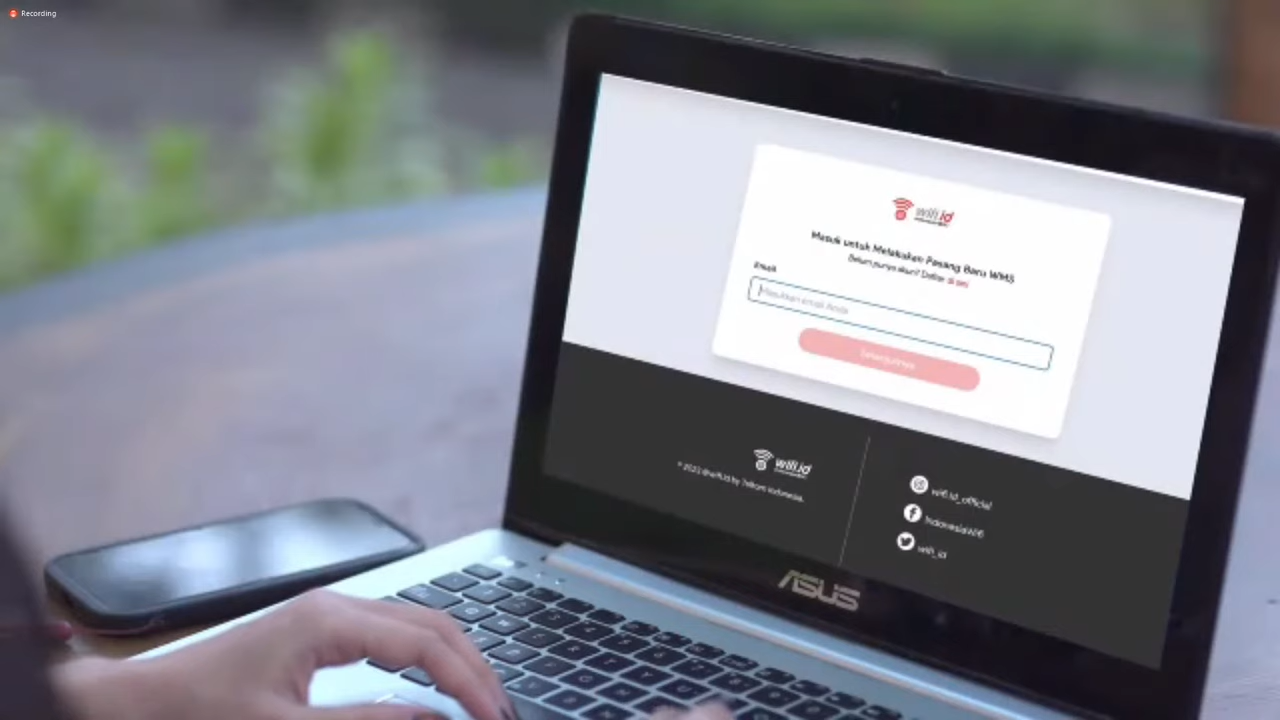 Recording
wifi.id
Masuk untuk Melakukan Pasang Baru WMS
Belum punya akun? Daftar di sini
Email
Masukkan email Anda
Selanjutnya
wifi.id
© 2023 @wifi.id by Telkom Indonesia.
wifi.id_official
IndonesiaWifi
wifi_id
ASUS